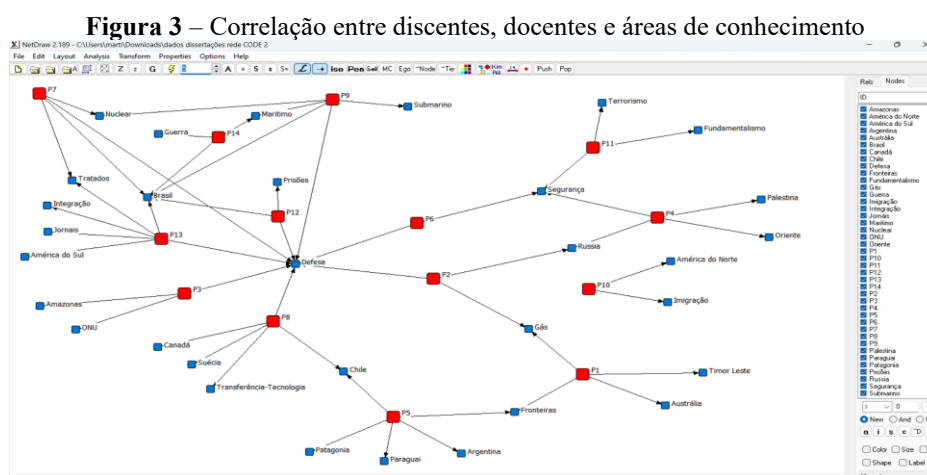 Figura 3 – Correlação entre discentes, docentes e áreas de conhecimento
NetDraw 2.189 - C:\Users\marti\Downloads\dados dissertações rede CODE 2
File Edit Layout Analysis Transform Properties Options Help
Z z G A A S s S= Iso Pen MC Ego ~Node ~Tie Push Pop
Rels Nodes
ID
P7
P9
Nuclear
Submarino
Maritimo
Guerra
P14
Terrorismo
Fundamentalismo
P11
Tratados
Brasil
Prisões
Segurança
Integração
P12
P6
P4
Palestina
Jornais
P13
Oriente
América do Sul
Russia
Defesa
P2
América do Norte
P3
P10
Amazonas
Imigração
ONU
P8
Gás
Canadá
Suécia
Chile
P1
Timor Leste
Transferência-Tecnologia
Austrália
P5
Fronteiras
Patagonia
Paraguai
Argentina
Amazonas
América do Norte
América do Sul
Argentina
Austrália
Brasil
Canadá
Chile
Defesa
Fronteiras
Fundamentalismo
Gás
Guerra
Imigração
Integração
Jornais
Maritimo
Nuclear
ONU
Oriente
P1
P10
P11
P12
P13
P14
P2
P3
P4
P5
P6
P7
P8
P9
Palestina
Paraguai
Patagonia
Prisões
Russia
Segurança
Submarino
> 0
New And
a i s c ~D
Color Size
Shape Label